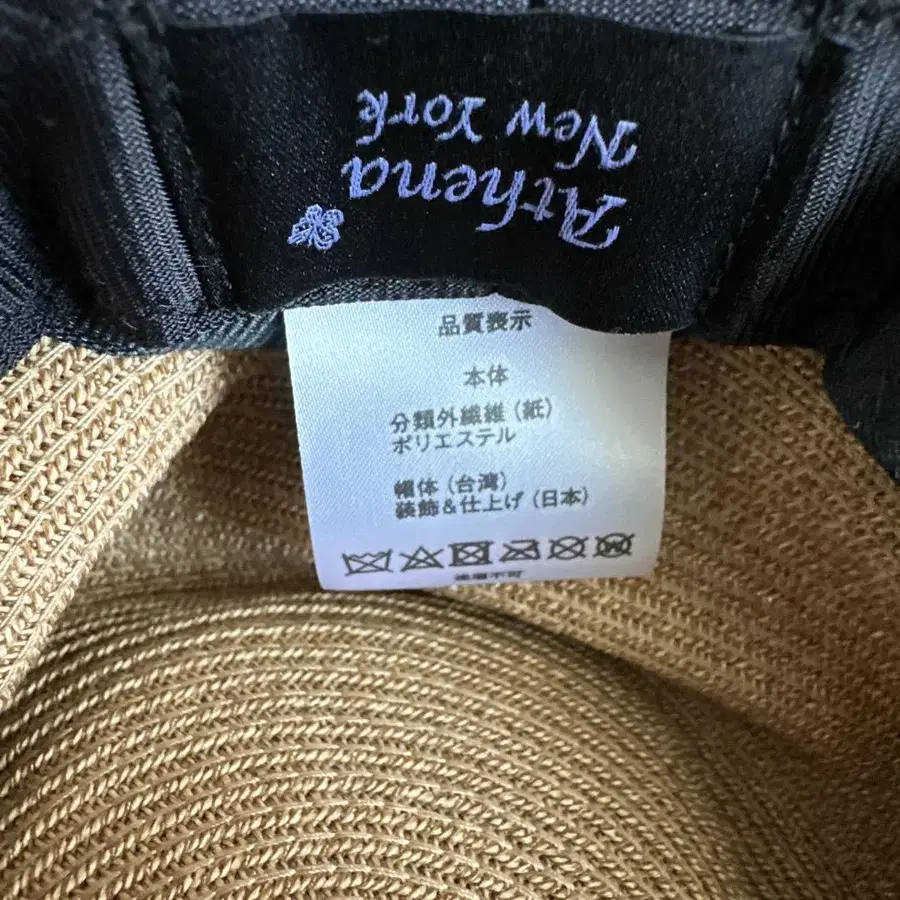 Athena
New York
品質表示
本体
分類外繊維 (紙)
ポリエステル
帽体 (台湾)
装飾&仕上げ (日本)